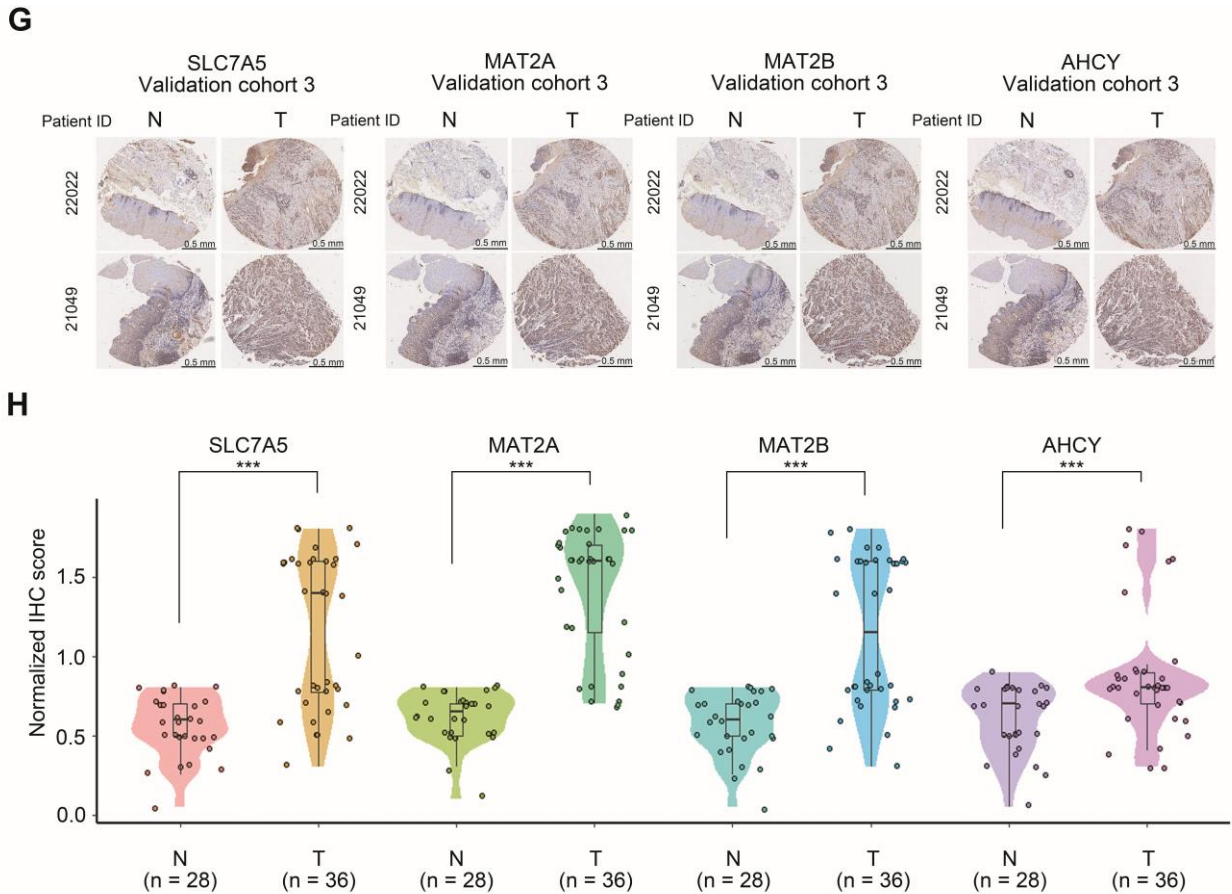 G
SLC7A5 MAT2A MAT2B AHCY
Validation cohort 3 Validation cohort 3 Validation cohort 3 Validation cohort 3
Patient ID N T Patient ID N T Patient ID N T Patient ID N T
22022 0.5 mm 0.5 mm 22022 0.5 mm 0.5 mm 22022 0.5 mm 0.5 mm 22022 0.5 mm 0.5 mm
21049 0.5 mm 0.5 mm 21049 0.5 mm 0.5 mm 21049 0.5 mm 0.5 mm 21049 0.5 mm 0.5 mm
H
SLC7A5 MAT2A MAT2B AHCY
*** *** *** ***
Normalized IHC score
1.5
1.0
0.5
0.0
N T N T N T N T
(n = 28) (n = 36) (n = 28) (n = 36) (n = 28) (n = 36) (n = 28) (n = 36)